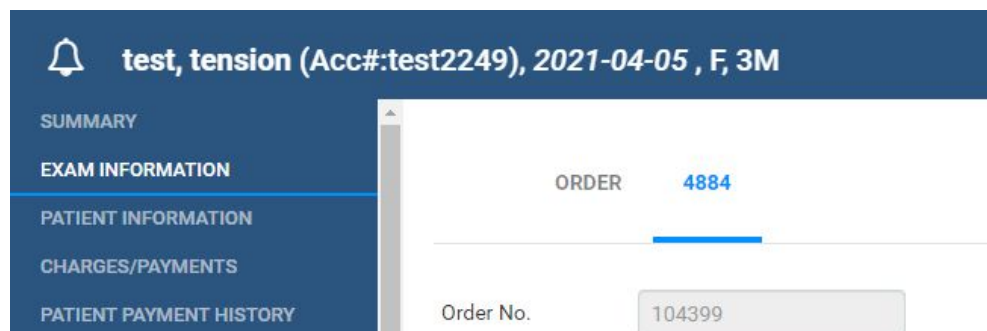 test, tension (Acc#:test2249), 2021-04-05 , F, 3M
SUMMARY
EXAM INFORMATION
PATIENT INFORMATION
CHARGES/PAYMENTS
PATIENT PAYMENT HISTORY
ORDER 4884
Order No. 104399